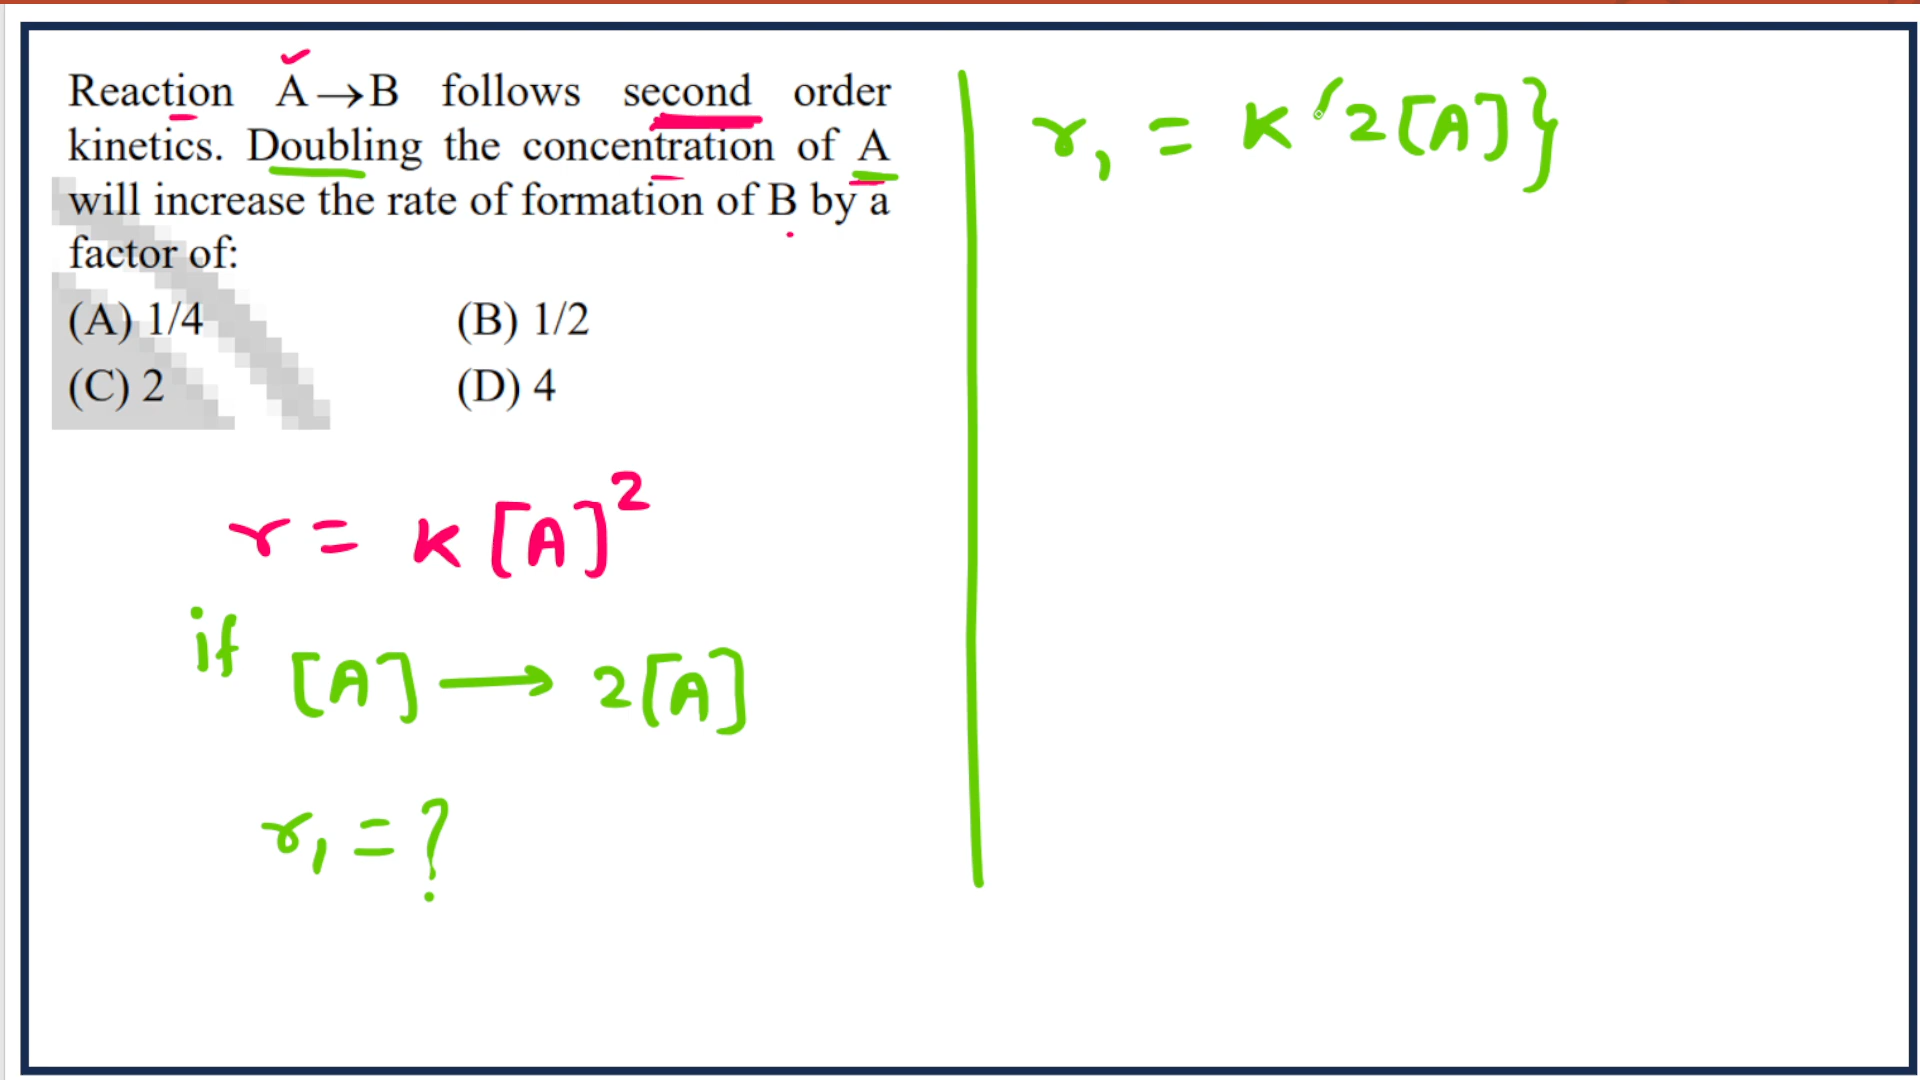 Reaction A→B follows second order
kinetics. Doubling the concentration of A
will increase the rate of formation of B by a
factor of:
(A) 1/4 (B) 1/2
(C) 2 (D) 4
r = K[A]²
if [A] → 2[A]
r₁ = ?
r₁ = K{2[A]}